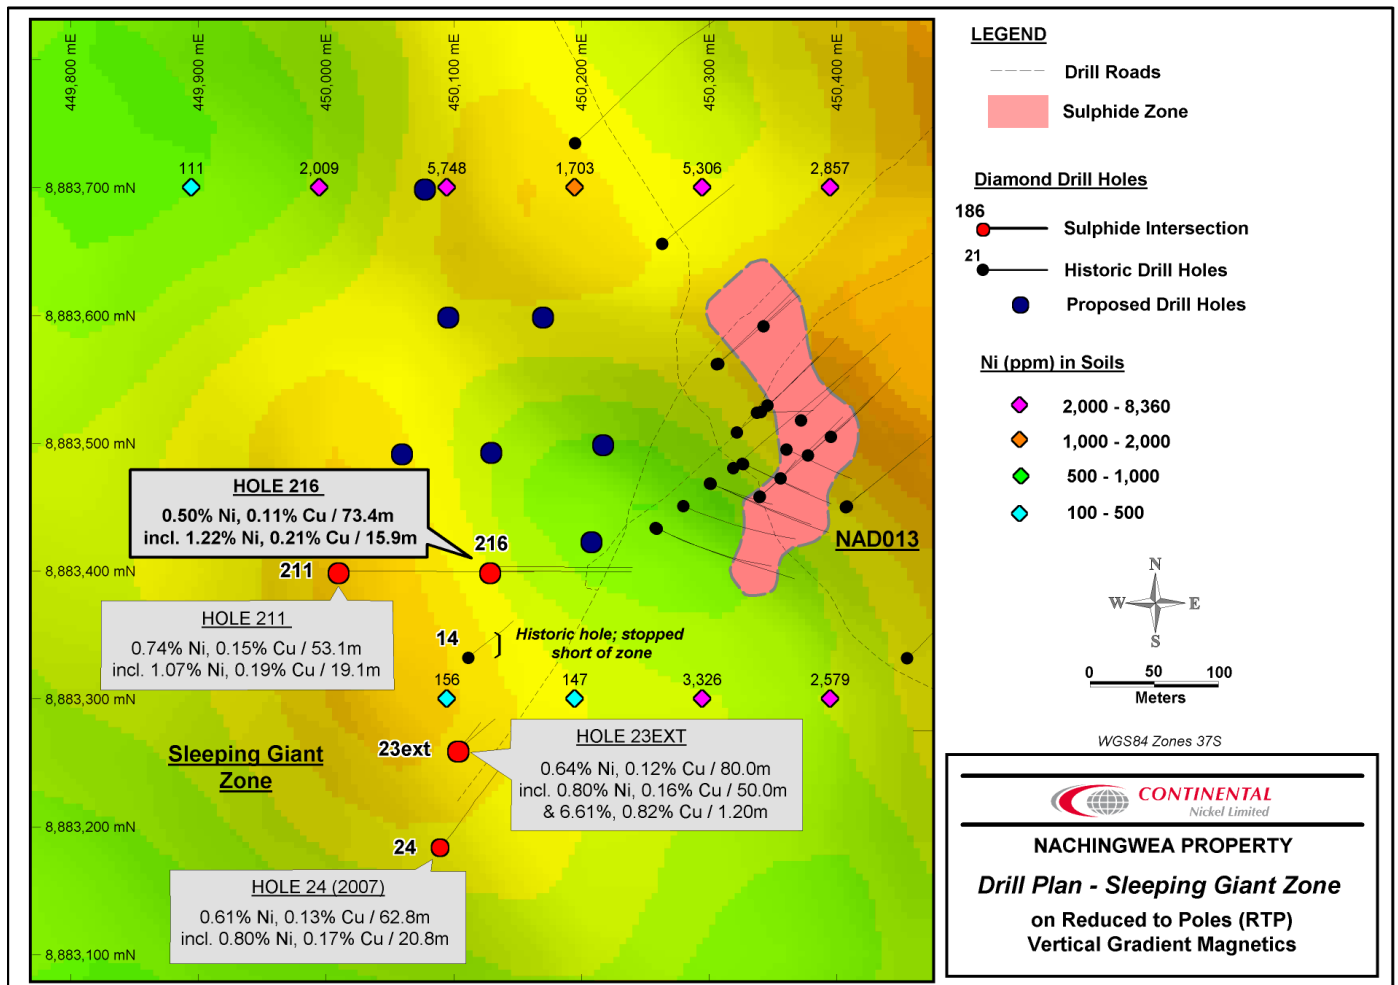 449,800 mE
449,900 mE
450,000 mE
450,100 mE
450,200 mE
450,300 mE
450,400 mE
111
2,009
5,748
1,703
5,306
2,857
8,883,700 mN
8,883,600 mN
8,883,500 mN
HOLE 216
0.50% Ni, 0.11% Cu / 73.4m
incl. 1.22% Ni, 0.21% Cu / 15.9m
NAD013
216
8,883,400 mN
211
HOLE 211
0.74% Ni, 0.15% Cu / 53.1m
incl. 1.07% Ni, 0.19% Cu / 19.1m
14
Historic hole; stopped
short of zone
156
147
3,326
2,579
8,883,300 mN
Sleeping Giant
Zone
23ext
HOLE 23EXT
0.64% Ni, 0.12% Cu / 80.0m
incl. 0.80% Ni, 0.16% Cu / 50.0m
& 6.61%, 0.82% Cu / 1.20m
8,883,200 mN
24
HOLE 24 (2007)
0.61% Ni, 0.13% Cu / 62.8m
incl. 0.80% Ni, 0.17% Cu / 20.8m
8,883,100 mN
LEGEND
Drill Roads
Sulphide Zone
Diamond Drill Holes
186
Sulphide Intersection
21
Historic Drill Holes
Proposed Drill Holes
Ni (ppm) in Soils
2,000 - 8,360
1,000 - 2,000
500 - 1,000
100 - 500
N
W E
S
0 50 100
Meters
WGS84 Zones 37S
CONTINENTAL
Nickel Limited
NACHINGWEA PROPERTY
Drill Plan - Sleeping Giant Zone
on Reduced to Poles (RTP)
Vertical Gradient Magnetics